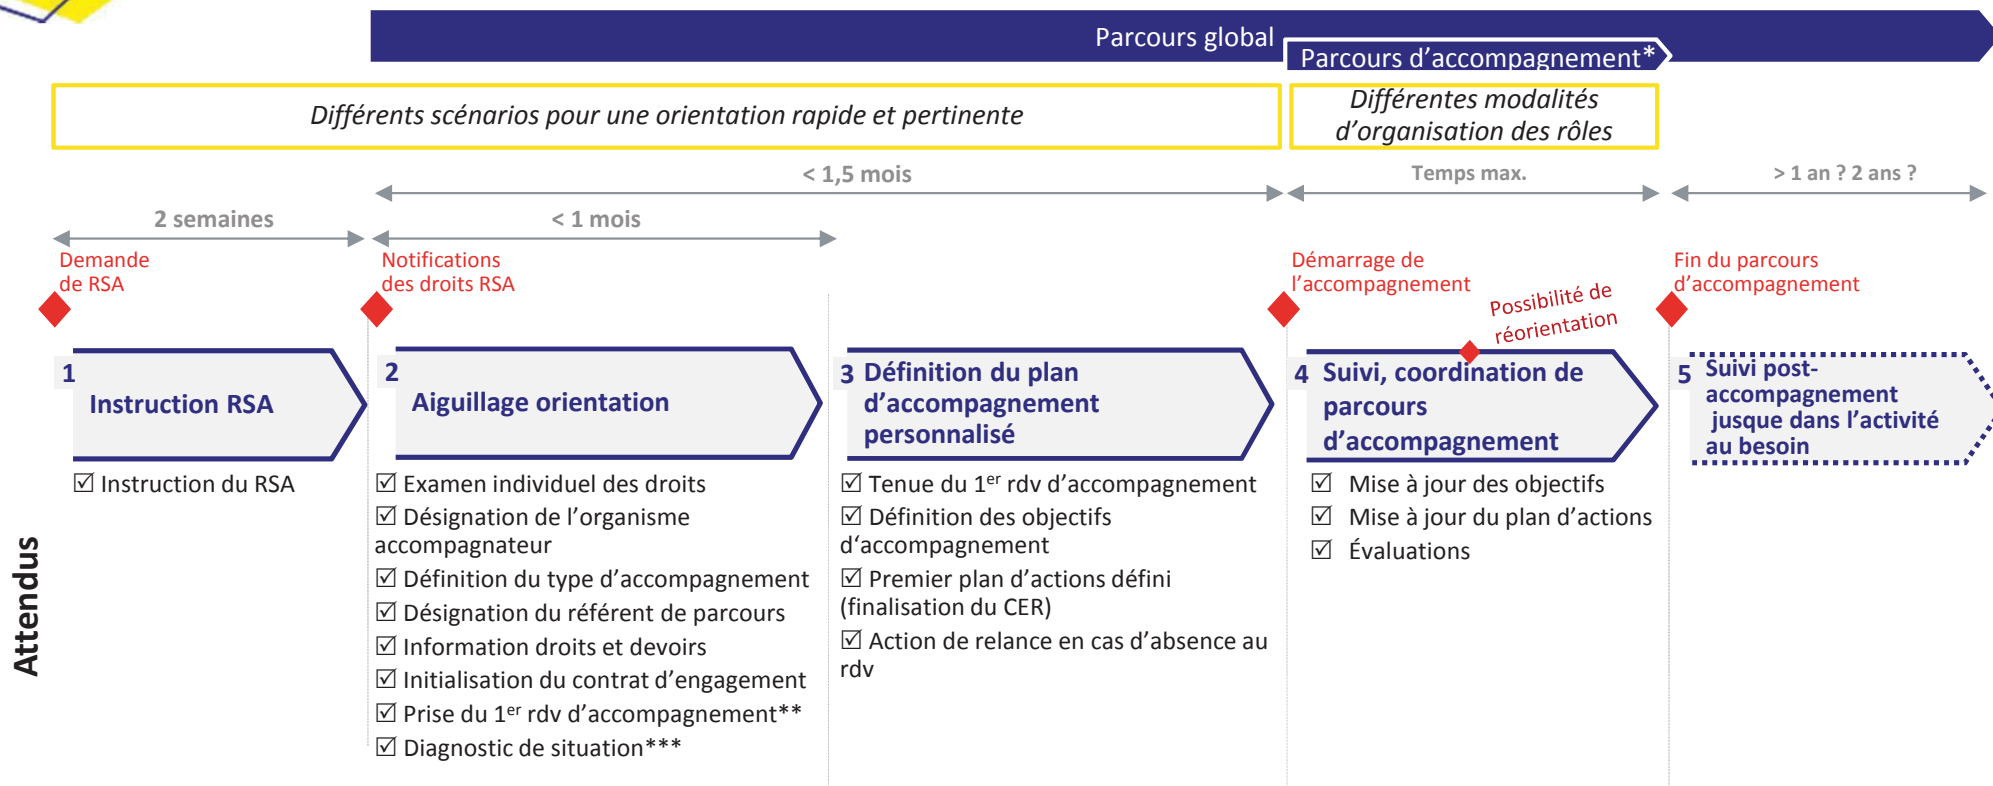 Parcours global
Parcours d’accompagnement*
Différents scénarios pour une orientation rapide et pertinente
Différentes modalités
d’organisation des rôles
< 1,5 mois
Temps max.
> 1 an ? 2 ans ?
2 semaines
< 1 mois
Demande
de RSA
Notifications
des droits RSA
Démarrage de
l’accompagnement
Possibilité de
réorientation
Fin du parcours
d’accompagnement
1
Instruction RSA
2
Aiguillage orientation
3 Définition du plan
d’accompagnement
personnalisé
4 Suivi, coordination de
parcours
d’accompagnement
5 Suivi post-
accompagnement
jusque dans l’activité
au besoin
Attendus
☑ Instruction du RSA
☑ Examen individuel des droits
☑ Désignation de l’organisme
accompagnateur
☑ Définition du type d’accompagnement
☑ Désignation du référent de parcours
☑ Information droits et devoirs
☑ Initialisation du contrat d’engagement
☑ Prise du 1er rdv d’accompagnement**
☑ Diagnostic de situation***
☑ Tenue du 1er rdv d’accompagnement
☑ Définition des objectifs
d‘accompagnement
☑ Premier plan d’actions défini
(finalisation du CER)
☑ Action de relance en cas d’absence au
rdv
☑ Mise à jour des objectifs
☑ Mise à jour du plan d’actions
☑ Évaluations